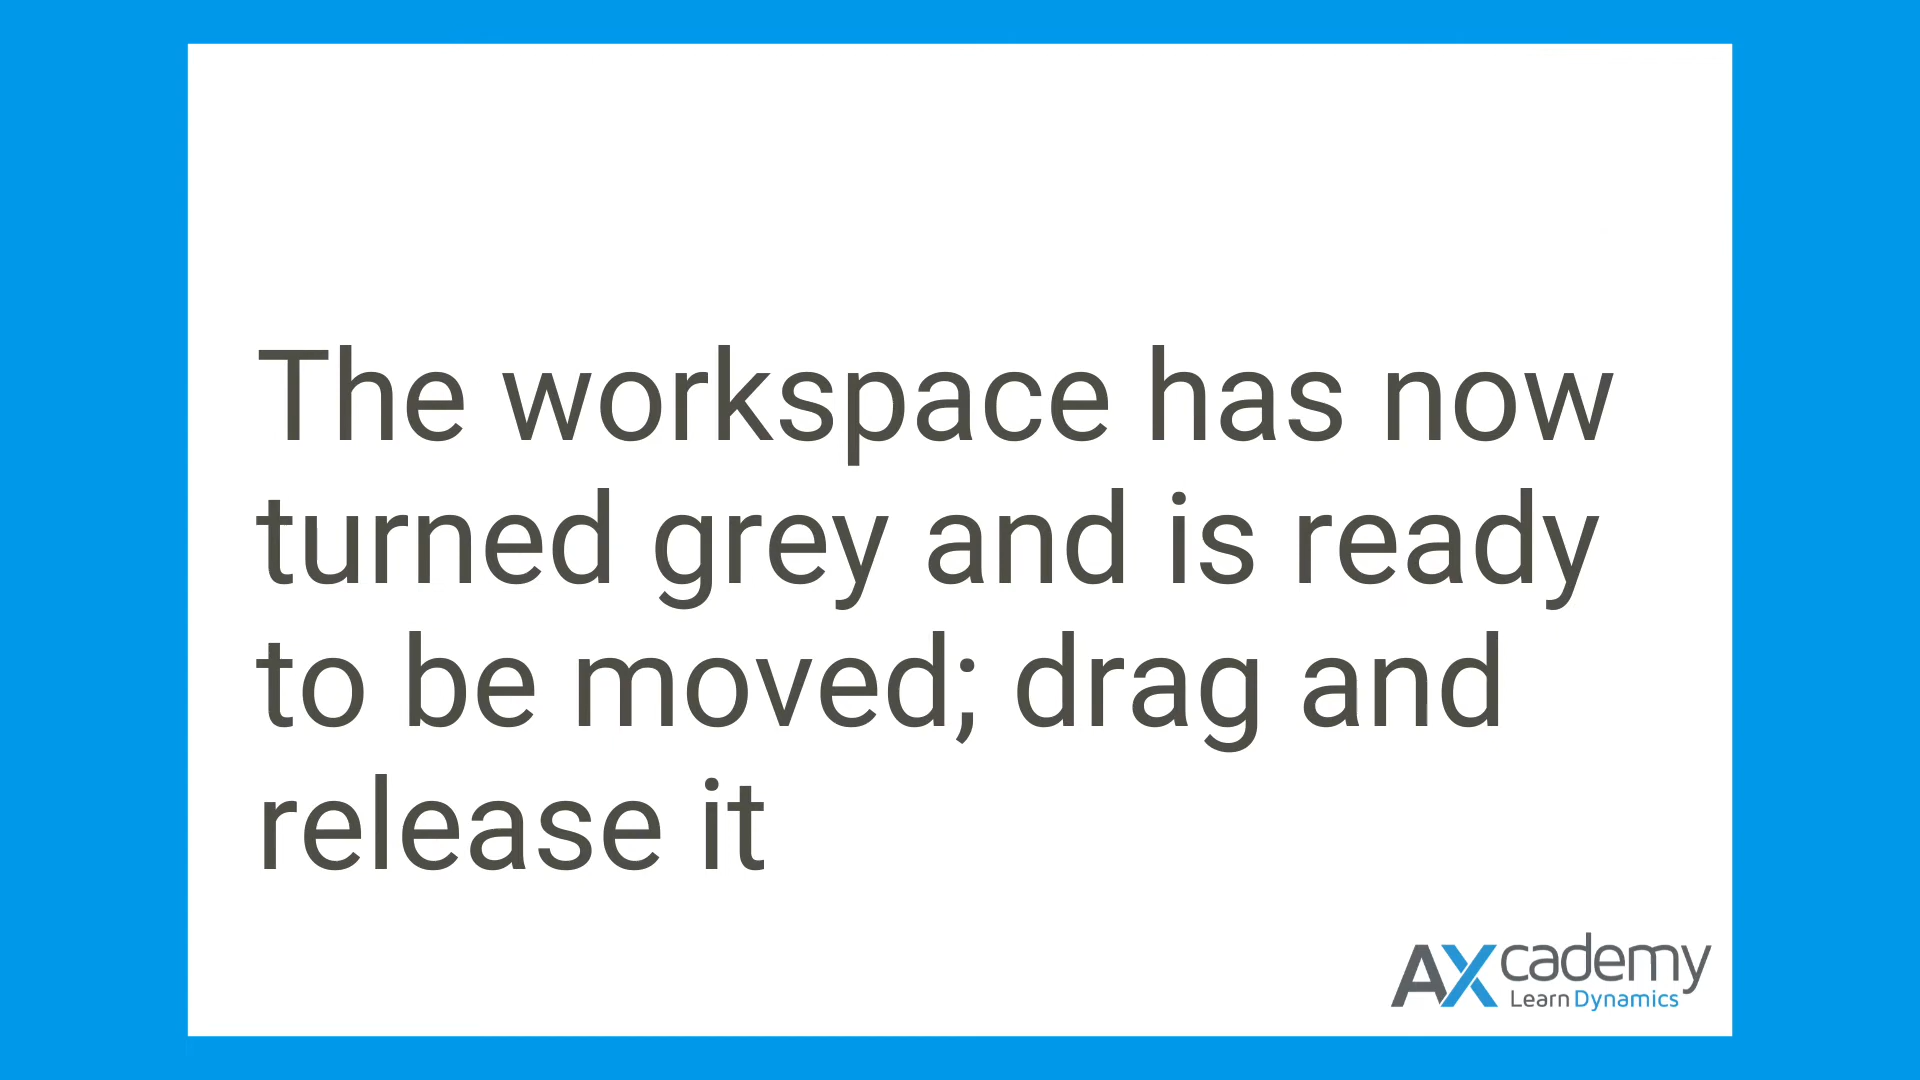 The workspace has now
turned grey and is ready
to be moved; drag and
release it
AXcademy
Learn Dynamics